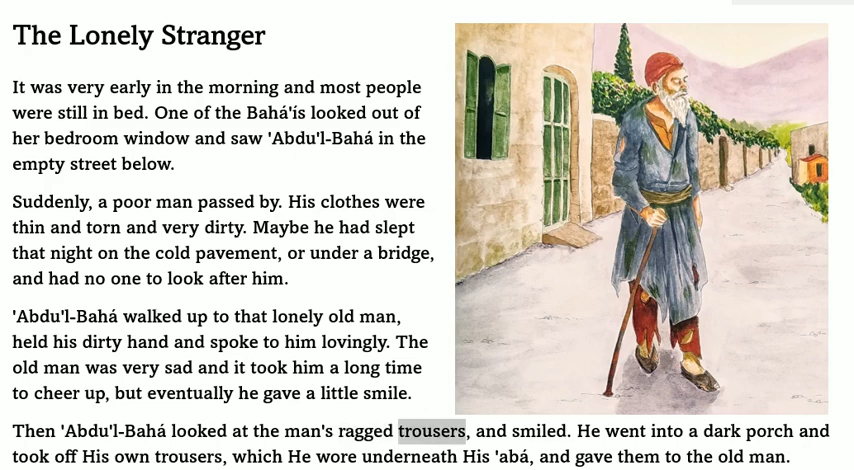 The Lonely Stranger
It was very early in the morning and most people
were still in bed. One of the Bahá'ís looked out of
her bedroom window and saw 'Abdu'l-Bahá in the
empty street below.
Suddenly, a poor man passed by. His clothes were
thin and torn and very dirty. Maybe he had slept
that night on the cold pavement, or under a bridge,
and had no one to look after him.
'Abdu'l-Bahá walked up to that lonely old man,
held his dirty hand and spoke to him lovingly. The
old man was very sad and it took him a long time
to cheer up, but eventually he gave a little smile.
Then 'Abdu'l-Bahá looked at the man's ragged trousers, and smiled. He went into a dark porch and
took off His own trousers, which He wore underneath His 'abá, and gave them to the old man.